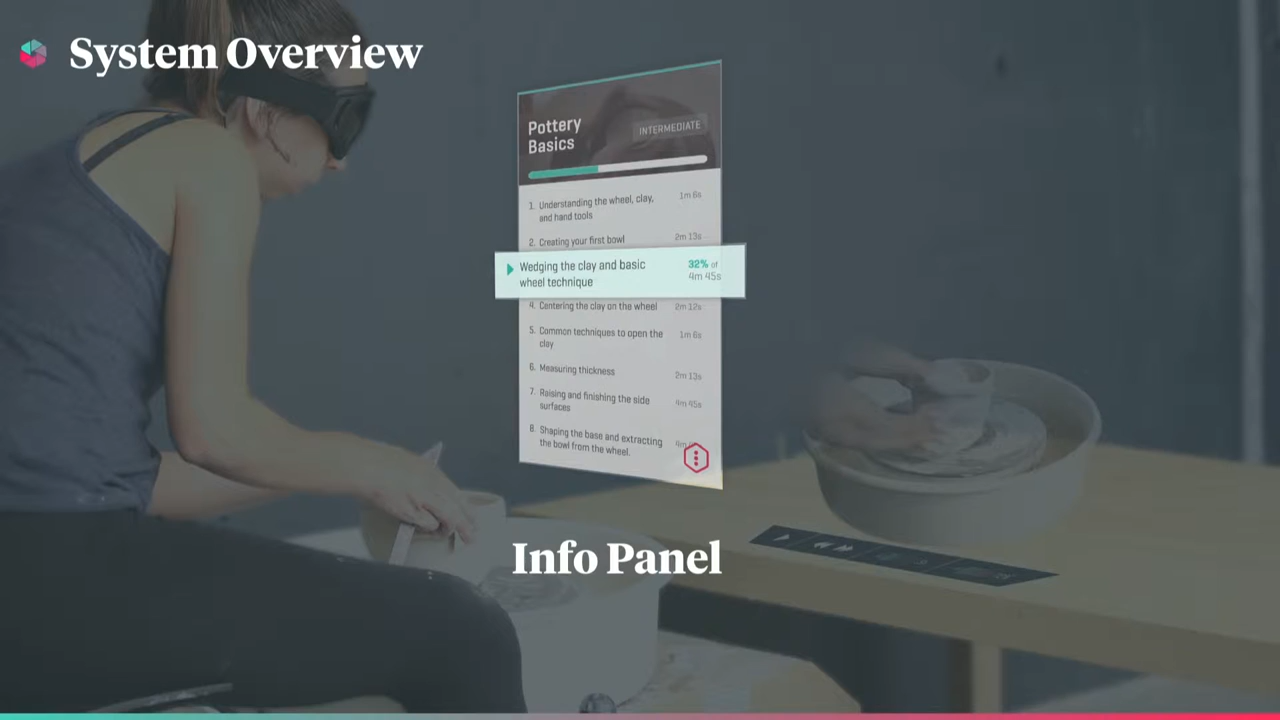 System Overview
Pottery
Basics
INTERMEDIATE
1. Understanding the wheel, clay,
and hand tools
1m 6s
2. Creating your first bowl
2m 13s
Wedging the clay and basic
wheel technique
32% of
4m 45s
4. Centering the clay on the wheel
2m 12s
5. Common techniques to open the
clay
1m 6s
6. Measuring thickness
2m 13s
7. Raising and finishing the side
surfaces
4m 45s
8. Shaping the base and extracting
the bowl from the wheel.
Info Panel